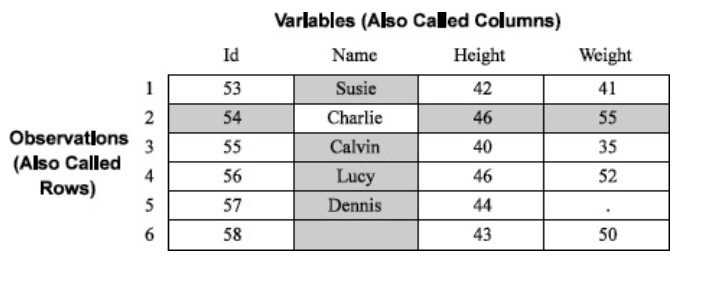 Variables (Also Called Columns)
Id Name Height Weight
1 53 Susie 42 41
2 54 Charlie 46 55
Observations
(Also Called
Rows)
3 55 Calvin 40 35
4 56 Lucy 46 52
5 57 Dennis 44 .
6 58 43 50